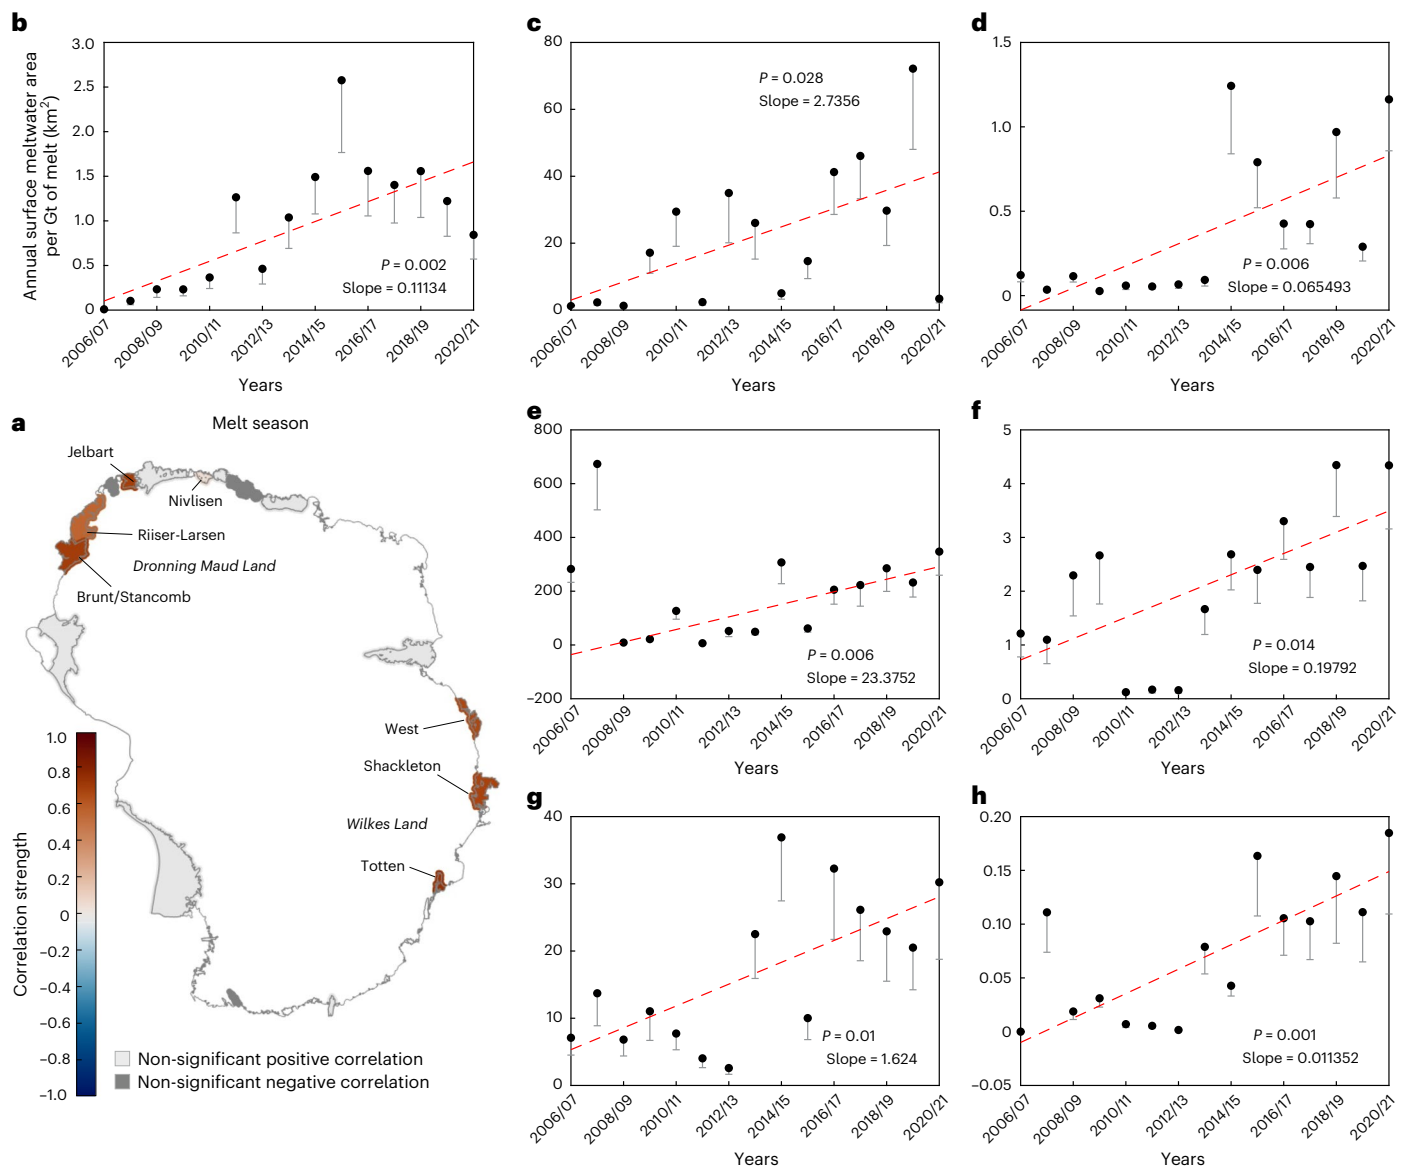 b
Annual surface meltwater area
per Gt of melt (km²)
3.0
2.5
2.0
1.5
1.0
0.5
0
P = 0.002
Slope = 0.11134
2006/07
2008/09
2010/11
2012/13
2014/15
2016/17
2018/19
2020/21
Years
c
80
60
40
20
0
P = 0.028
Slope = 2.7356
2006/07
2008/09
2010/11
2012/13
2014/15
2016/17
2018/19
2020/21
Years
d
1.5
1.0
0.5
0
P = 0.006
Slope = 0.065493
2006/07
2008/09
2010/11
2012/13
2014/15
2016/17
2018/19
2020/21
Years
a
Melt season
Jelbart
Nivlisen
Riiser-Larsen
Dronning Maud Land
Brunt/Stancomb
West
Shackleton
Wilkes Land
Totten
Correlation strength
1.0
0.8
0.6
0.4
0.2
0
–0.2
–0.4
–0.6
–0.8
–1.0
Non-significant positive correlation
Non-significant negative correlation
e
800
600
400
200
0
–200
P = 0.006
Slope = 23.3752
2006/07
2008/09
2010/11
2012/13
2014/15
2016/17
2018/19
2020/21
Years
f
5
4
3
2
1
0
P = 0.014
Slope = 0.19792
2006/07
2008/09
2010/11
2012/13
2014/15
2016/17
2018/19
2020/21
Years
g
40
30
20
10
0
P = 0.01
Slope = 1.624
2006/07
2008/09
2010/11
2012/13
2014/15
2016/17
2018/19
2020/21
Years
h
0.20
0.15
0.10
0.05
0
–0.05
P = 0.001
Slope = 0.011352
2006/07
2008/09
2010/11
2012/13
2014/15
2016/17
2018/19
2020/21
Years